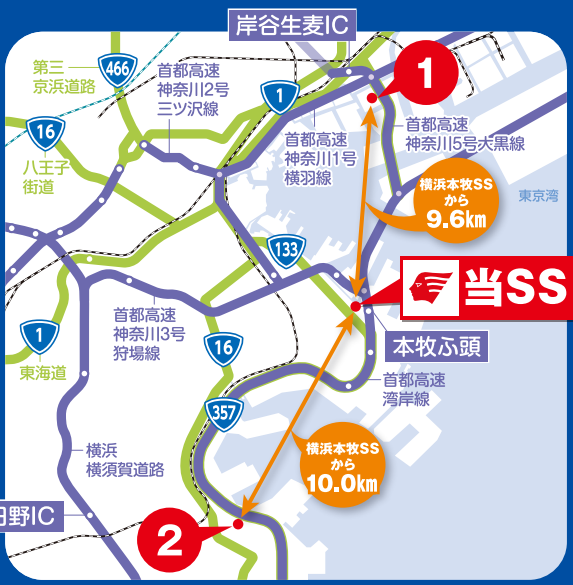 岸谷生麦IC
第三
京浜道路
466
首都高速
神奈川2号
三ツ沢線
1
1
16
八王子
街道
首都高速
神奈川1号
横羽線
首都高速
神奈川5号大黒線
横浜本牧SS
から
9.6km
東京湾
133
当SS
首都高速
神奈川3号
狩場線
本牧ふ頭
1
東海道
16
首都高速
湾岸線
357
横浜
横須賀道路
横浜本牧SS
から
10.0km
日野IC
2